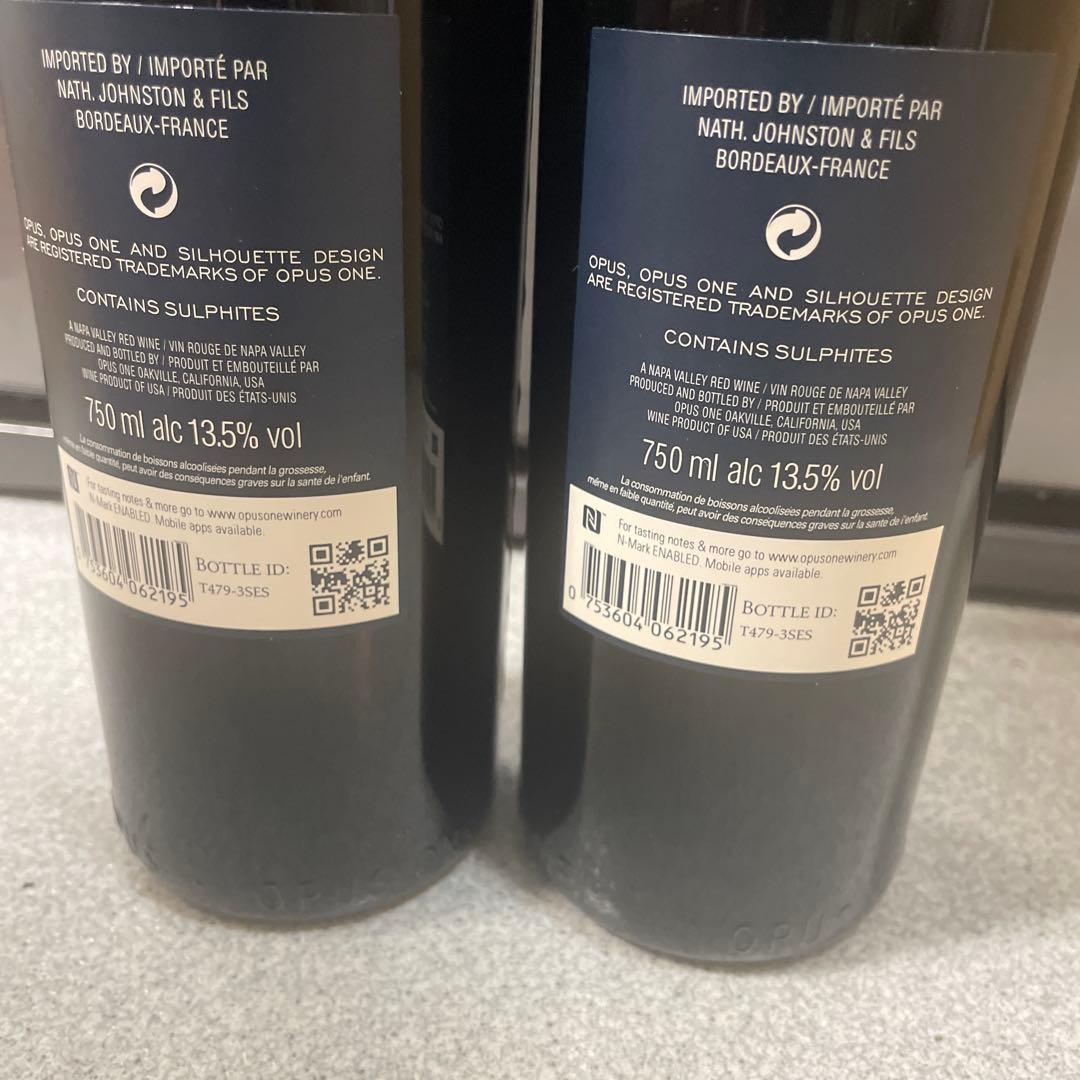 IMPORTED BY / IMPORTÉ PAR
NATH. JOHNSTON & FILS
BORDEAUX-FRANCE
OPUS, OPUS ONE AND SILHOUETTE DESIGN
ARE REGISTERED TRADEMARKS OF OPUS ONE.
CONTAINS SULPHITES
A NAPA VALLEY RED WINE / VIN ROUGE DE NAPA VALLEY
PRODUCED AND BOTTLED BY / PRODUIT ET EMBOUTEILLÉ PAR
OPUS ONE OAKVILLE, CALIFORNIA, USA
WINE PRODUCT OF USA / PRODUIT DES ÉTATS-UNIS
750 ml alc 13.5% vol
La consommation de boissons alcoolisées pendant la grossesse,
même en faible quantité, peut avoir des conséquences graves sur la santé de l'enfant.
For tasting notes & more go to www.opusonewinery.com
N-Mark ENABLED. Mobile apps available.
BOTTLE ID:
T479-3SES
753604 062195
OPUS
IMPORTED BY / IMPORTÉ PAR
NATH. JOHNSTON & FILS
BORDEAUX-FRANCE
OPUS, OPUS ONE AND SILHOUETTE DESIGN
ARE REGISTERED TRADEMARKS OF OPUS ONE.
CONTAINS SULPHITES
A NAPA VALLEY RED WINE / VIN ROUGE DE NAPA VALLEY
PRODUCED AND BOTTLED BY / PRODUIT ET EMBOUTEILLÉ PAR
OPUS ONE OAKVILLE, CALIFORNIA, USA
WINE PRODUCT OF USA / PRODUIT DES ÉTATS-UNIS
750 ml alc 13.5% vol
La consommation de boissons alcoolisées pendant la grossesse,
même en faible quantité, peut avoir des conséquences graves sur la santé de l'enfant.
N™ For tasting notes & more go to www.opusonewinery.com
N-Mark ENABLED. Mobile apps available.
BOTTLE ID:
T479-3SES
0 753604 062195
OPU